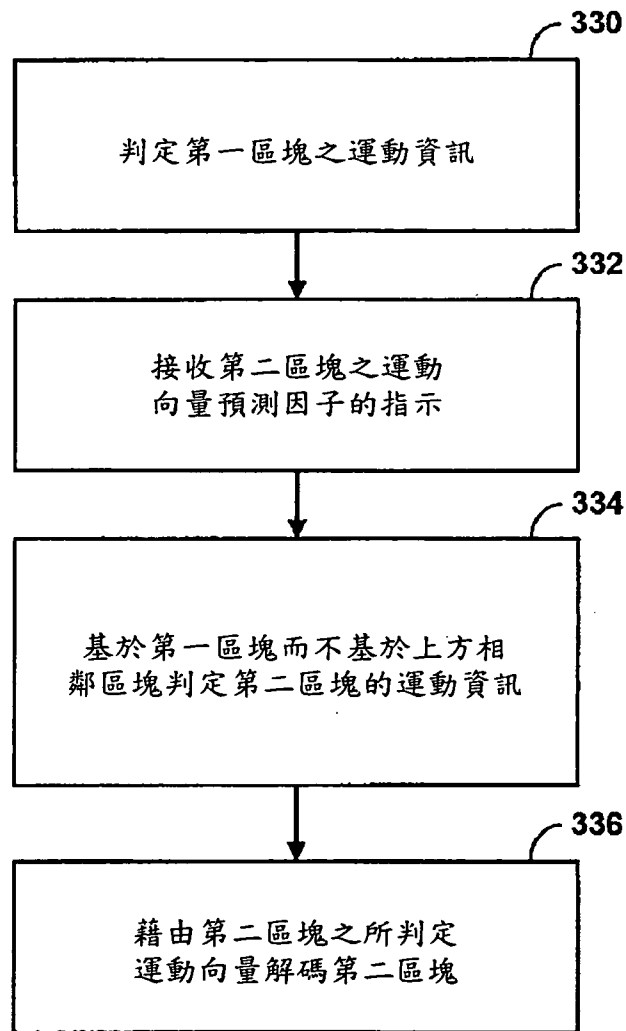 330
判定第一區塊之運動資訊
332
接收第二區塊之運動
向量預測因子的指示
334
基於第一區塊而不基於上方相
鄰區塊判定第二區塊的運動資訊
336
藉由第二區塊之所判定
運動向量解碼第二區塊